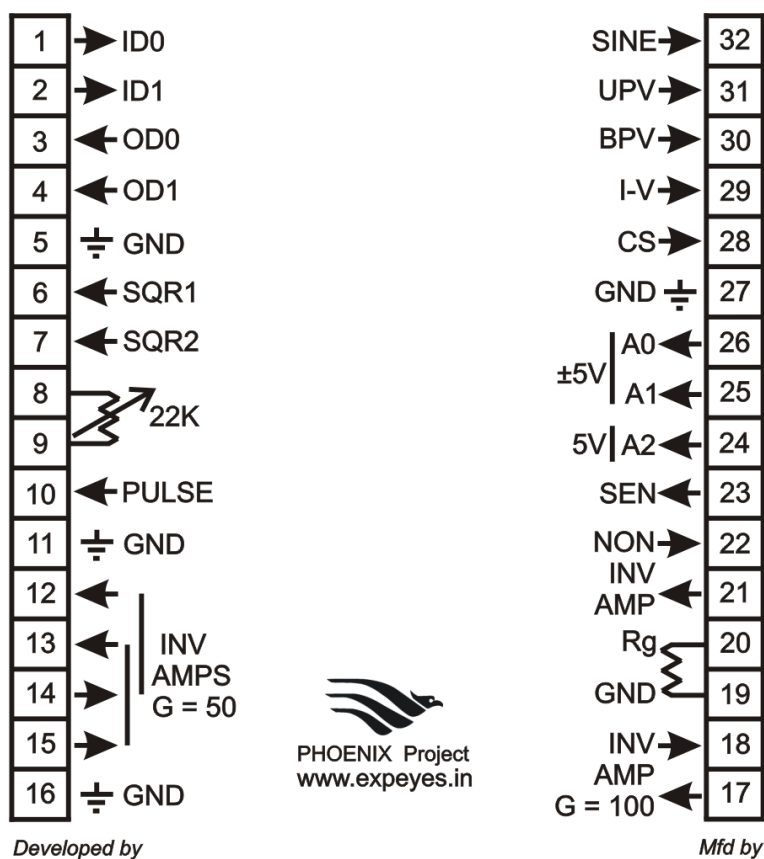 1 ID0
2 ID1
3 OD0
4 OD1
5 GND
6 SQR1
7 SQR2
8
22K
9
10 PULSE
11 GND
12
13 INV
AMPS
14
G = 50
15
16 GND
Developed by
SINE 32
UPV 31
BPV 30
I-V 29
CS 28
GND 27
A0 26
±5V
A1 25
5V A2 24
SEN 23
NON 22
INV
AMP 21
Rg 20
GND 19
INV 18
AMP
G = 100 17
Mfd by
PHOENIX Project
www.expeyes.in